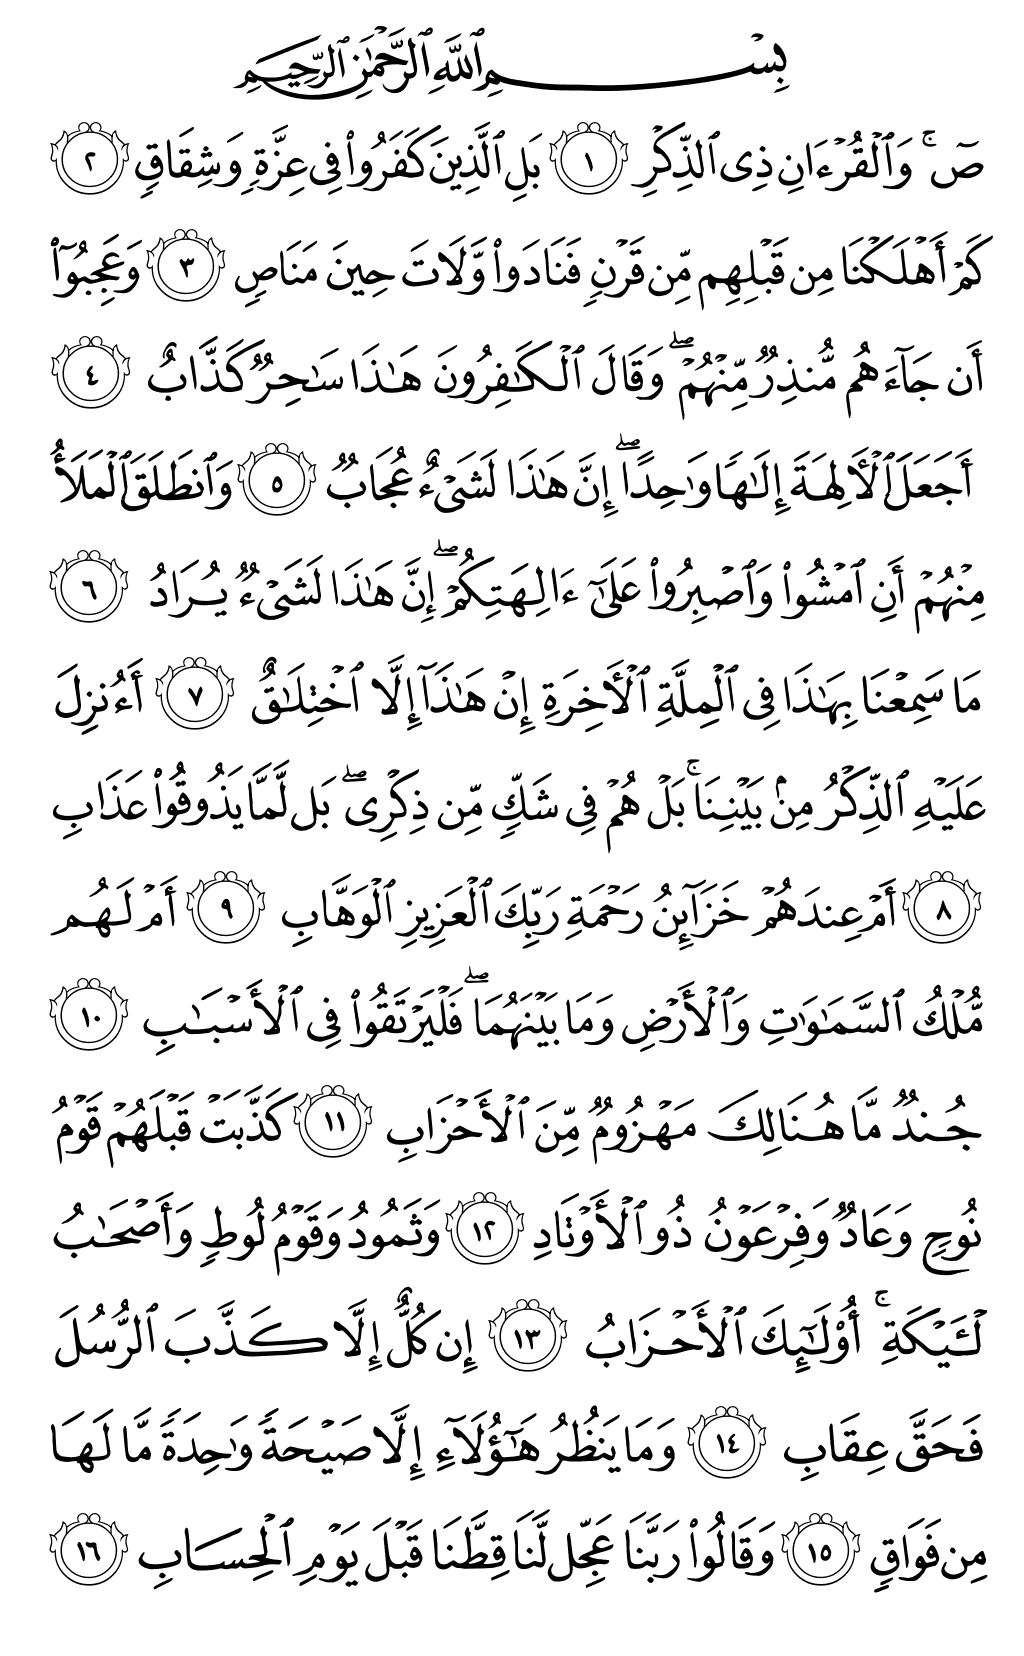 بِسْمِ ٱللَّهِ ٱلرَّحْمَٰنِ ٱلرَّحِيمِ
صٓ ۚ وَٱلْقُرْءَانِ ذِى ٱلذِّكْرِ ١ بَلِ ٱلَّذِينَ كَفَرُوا۟ فِى عِزَّةٍ وَشِقَاقٍ ٢
كَمْ أَهْلَكْنَا مِن قَبْلِهِم مِّن قَرْنٍ فَنَادَوا۟ وَّلَاتَ حِينَ مَنَاصٍ ٣ وَعَجِبُوٓا۟
أَن جَآءَهُم مُّنذِرٌ مِّنْهُمْ ۖ وَقَالَ ٱلْكَٰفِرُونَ هَٰذَا سَٰحِرٌ كَذَّابٌ ٤
أَجَعَلَ ٱلْأَلِهَةَ إِلَٰهًا وَٰحِدًا ۖ إِنَّ هَٰذَا لَشَىْءٌ عُجَابٌ ٥ وَٱنطَلَقَ ٱلْمَلَأُ
مِنْهُمْ أَنِ ٱمْشُوا۟ وَٱصْبِرُوا۟ عَلَىٰٓ ءَالِهَتِكُمْ ۖ إِنَّ هَٰذَا لَشَىْءٌ يُرَادُ ٦
مَا سَمِعْنَا بِهَٰذَا فِى ٱلْمِلَّةِ ٱلْأَخِرَةِ إِنْ هَٰذَآ إِلَّا ٱخْتِلَٰقٌ ٧ أَءُنزِلَ
عَلَيْهِ ٱلذِّكْرُ مِنۢ بَيْنِنَا ۚ بَلْ هُمْ فِى شَكٍّ مِّن ذِكْرِى ۖ بَل لَّمَّا يَذُوقُوا۟ عَذَابِ
٨ أَمْ عِندَهُمْ خَزَآئِنُ رَحْمَةِ رَبِّكَ ٱلْعَزِيزِ ٱلْوَهَّابِ ٩ أَمْ لَهُم
مُّلْكُ ٱلسَّمَٰوَٰتِ وَٱلْأَرْضِ وَمَا بَيْنَهُمَا ۖ فَلْيَرْتَقُوا۟ فِى ٱلْأَسْبَٰبِ ١٠
جُندٌ مَّا هُنَالِكَ مَهْزُومٌ مِّنَ ٱلْأَحْزَابِ ١١ كَذَّبَتْ قَبْلَهُمْ قَوْمُ
نُوحٍ وَعَادٌ وَفِرْعَوْنُ ذُو ٱلْأَوْتَادِ ١٢ وَثَمُودُ وَقَوْمُ لُوطٍ وَأَصْحَٰبُ
لْـَٔيْكَةِ ۚ أُو۟لَٰٓئِكَ ٱلْأَحْزَابُ ١٣ إِن كُلٌّ إِلَّا كَذَّبَ ٱلرُّسُلَ
فَحَقَّ عِقَابِ ١٤ وَمَا يَنظُرُ هَٰٓؤُلَآءِ إِلَّا صَيْحَةً وَٰحِدَةً مَّا لَهَا
مِن فَوَاقٍ ١٥ وَقَالُوا۟ رَبَّنَا عَجِّل لَّنَا قِطَّنَا قَبْلَ يَوْمِ ٱلْحِسَابِ ١٦